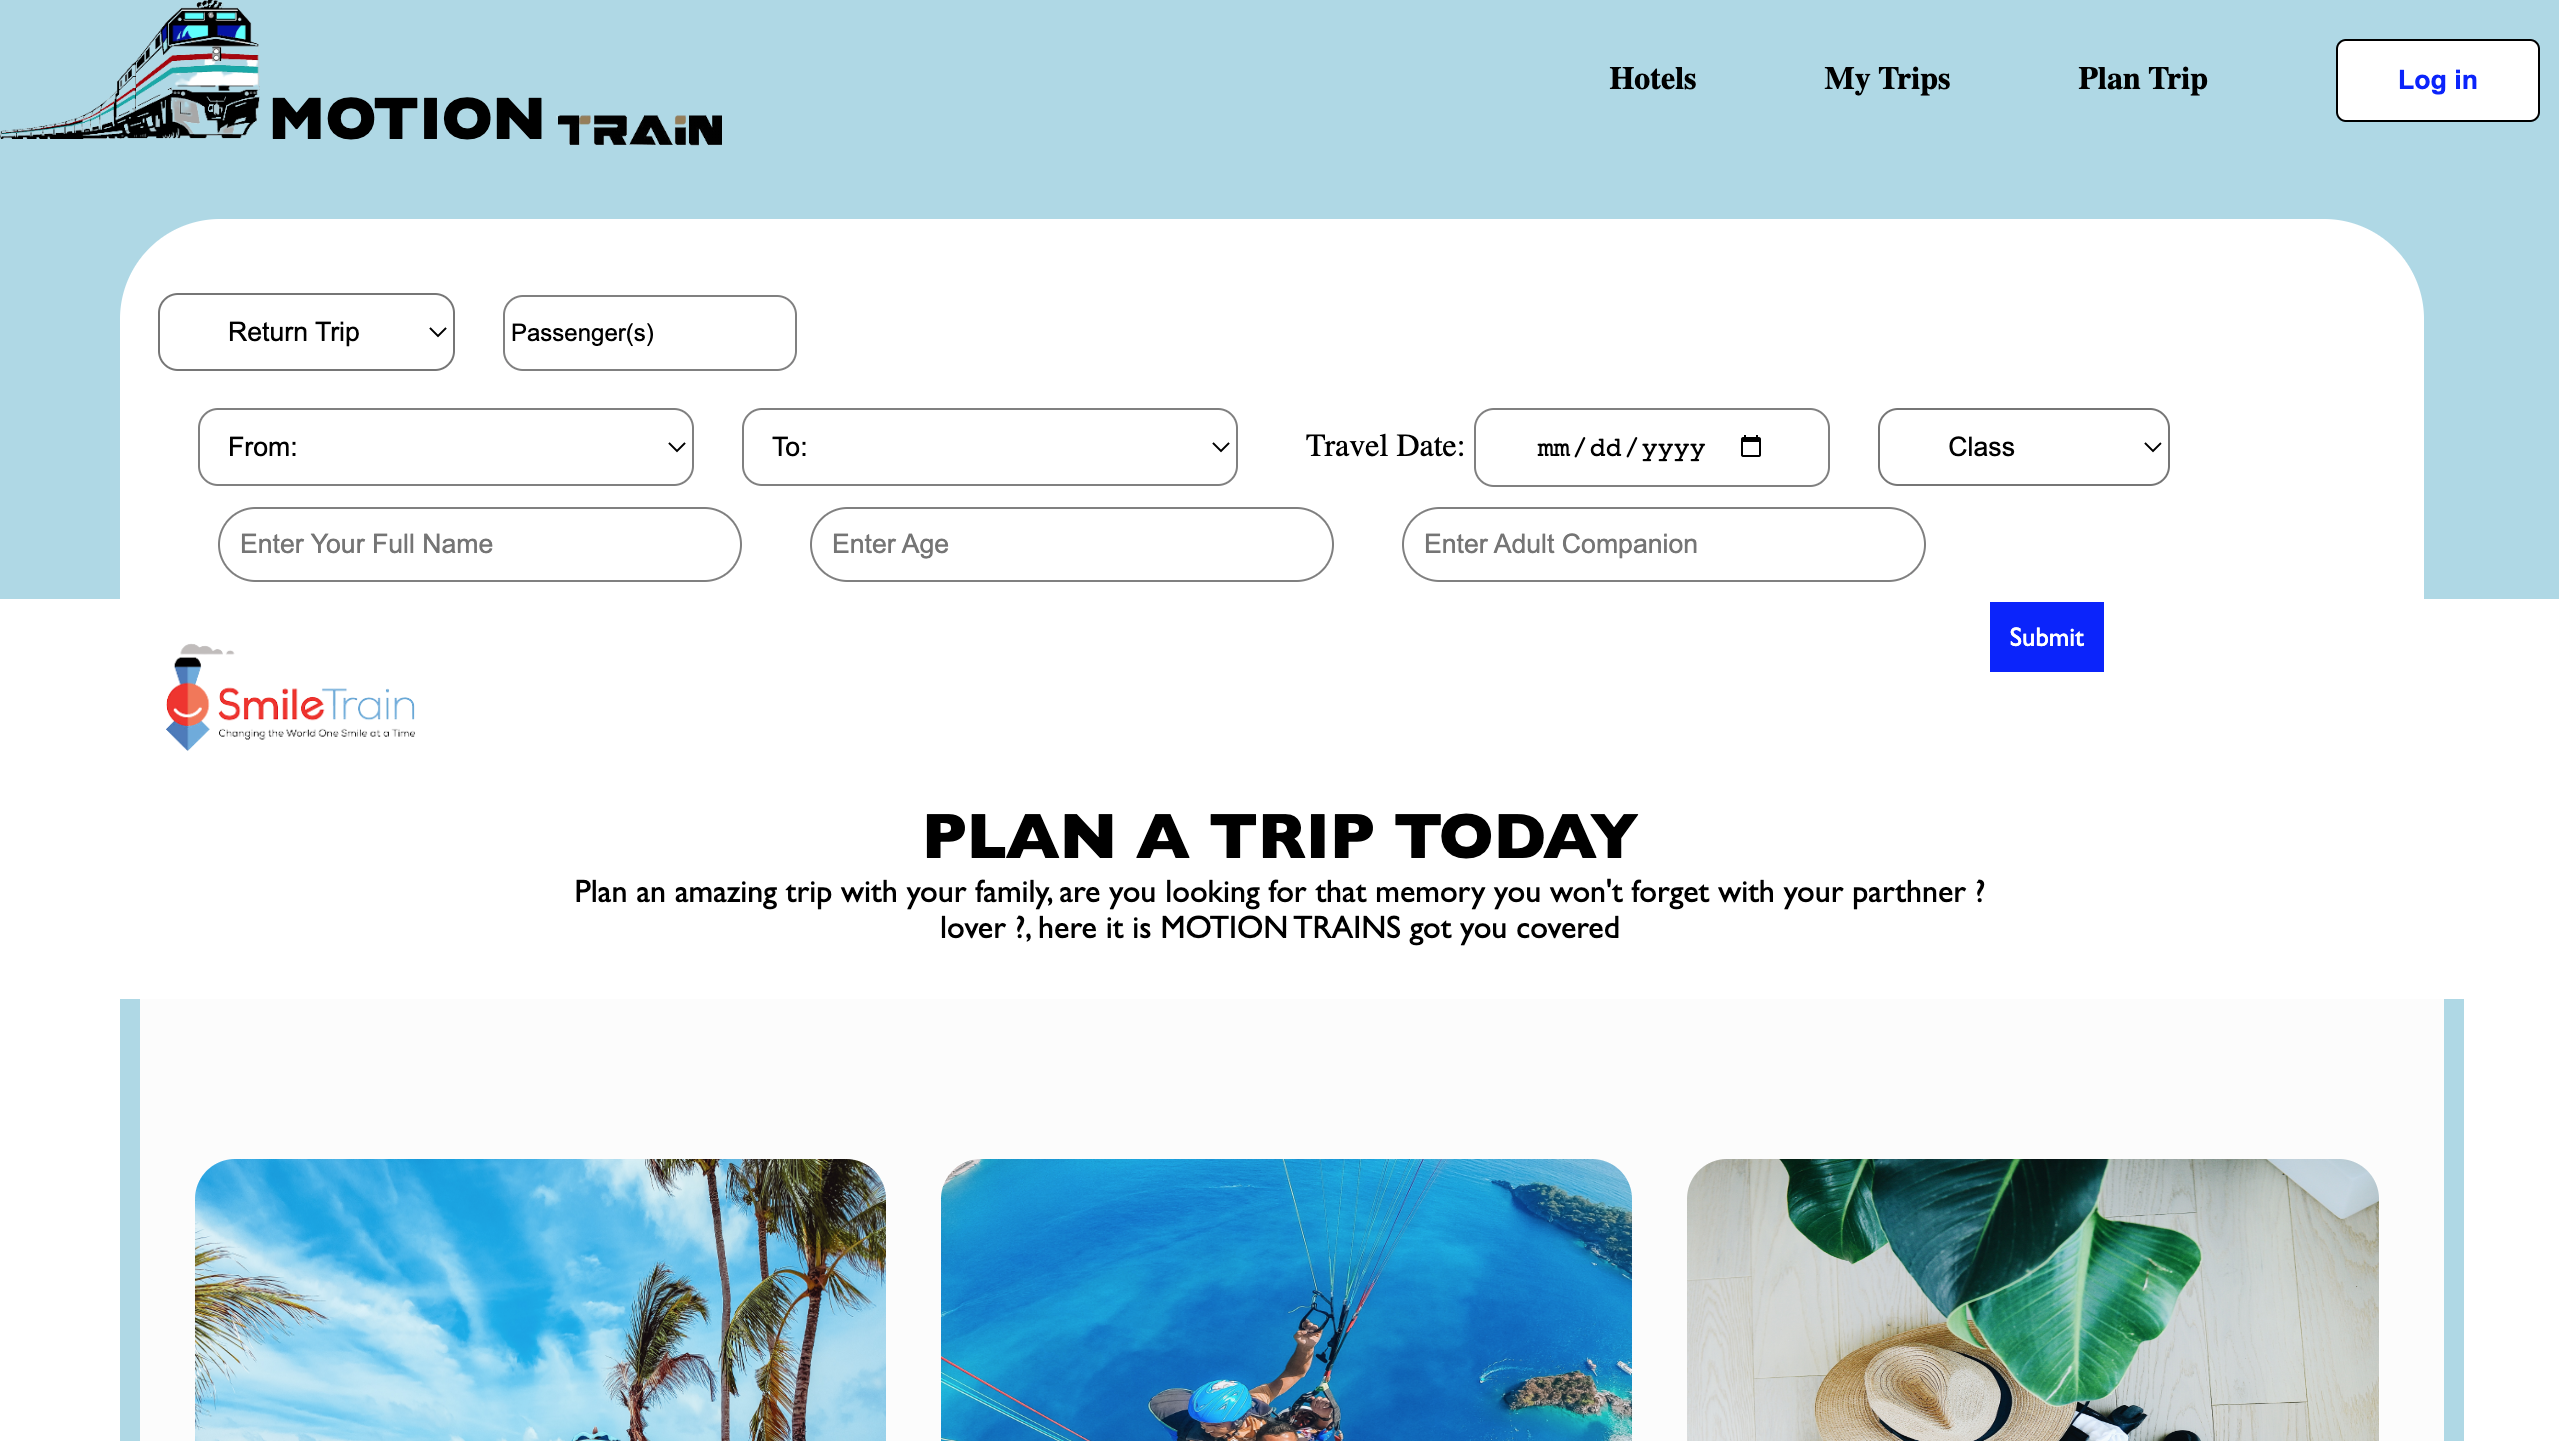 MOTION TRAIN
Hotels
My Trips
Plan Trip
Log in
Return Trip
Passenger(s)
From:
To:
Travel Date:
mm/dd/yyyy
Class
Enter Your Full Name
Enter Age
Enter Adult Companion
Submit
SmileTrain
Changing the World One Smile at a Time
PLAN A TRIP TODAY
Plan an amazing trip with your family, are you looking for that memory you won't forget with your parthner ?
lover ?, here it is MOTION TRAINS got you covered